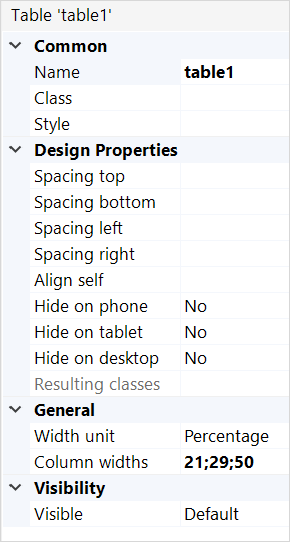 Table 'table1'
Common
Name table1
Class
Style
Design Properties
Spacing top
Spacing bottom
Spacing left
Spacing right
Align self
Hide on phone No
Hide on tablet No
Hide on desktop No
Resulting classes
General
Width unit Percentage
Column widths 21;29;50
Visibility
Visible Default